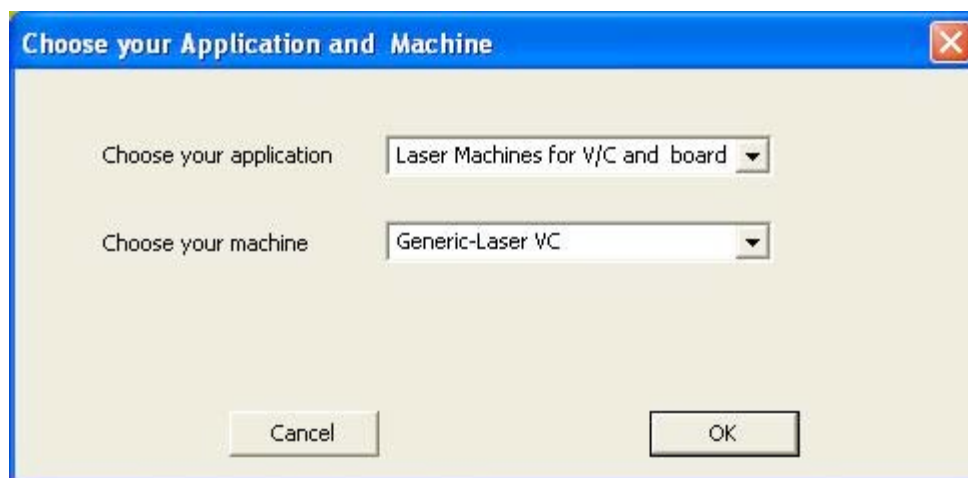 Choose your Application and  Machine
Choose your application
Laser Machines for V/C and  board
Choose your machine
Generic-Laser VC
Cancel
OK